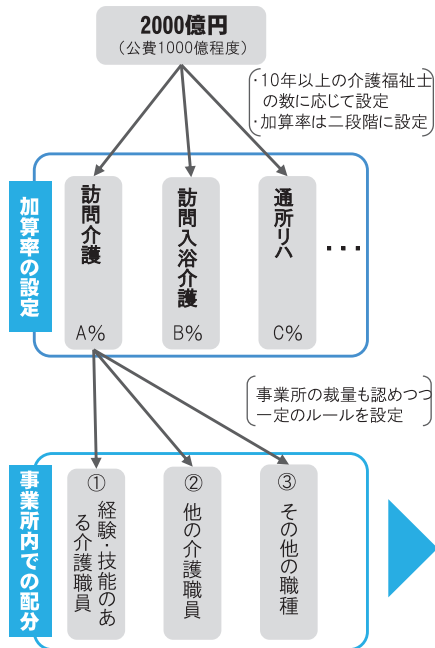 2000億円
(公費1000億程度)
・10年以上の介護福祉士
の数に応じて設定
・加算率は二段階に設定
加算率の設定
訪問介護
A%
訪問入浴介護
B%
通所リハ
C%
・・・
事業所の裁量も認めつつ
一定のルールを設定
事業所内での配分
①
経験・技能のあ
る介護職員
②
他の介護職員
③
その他の職種